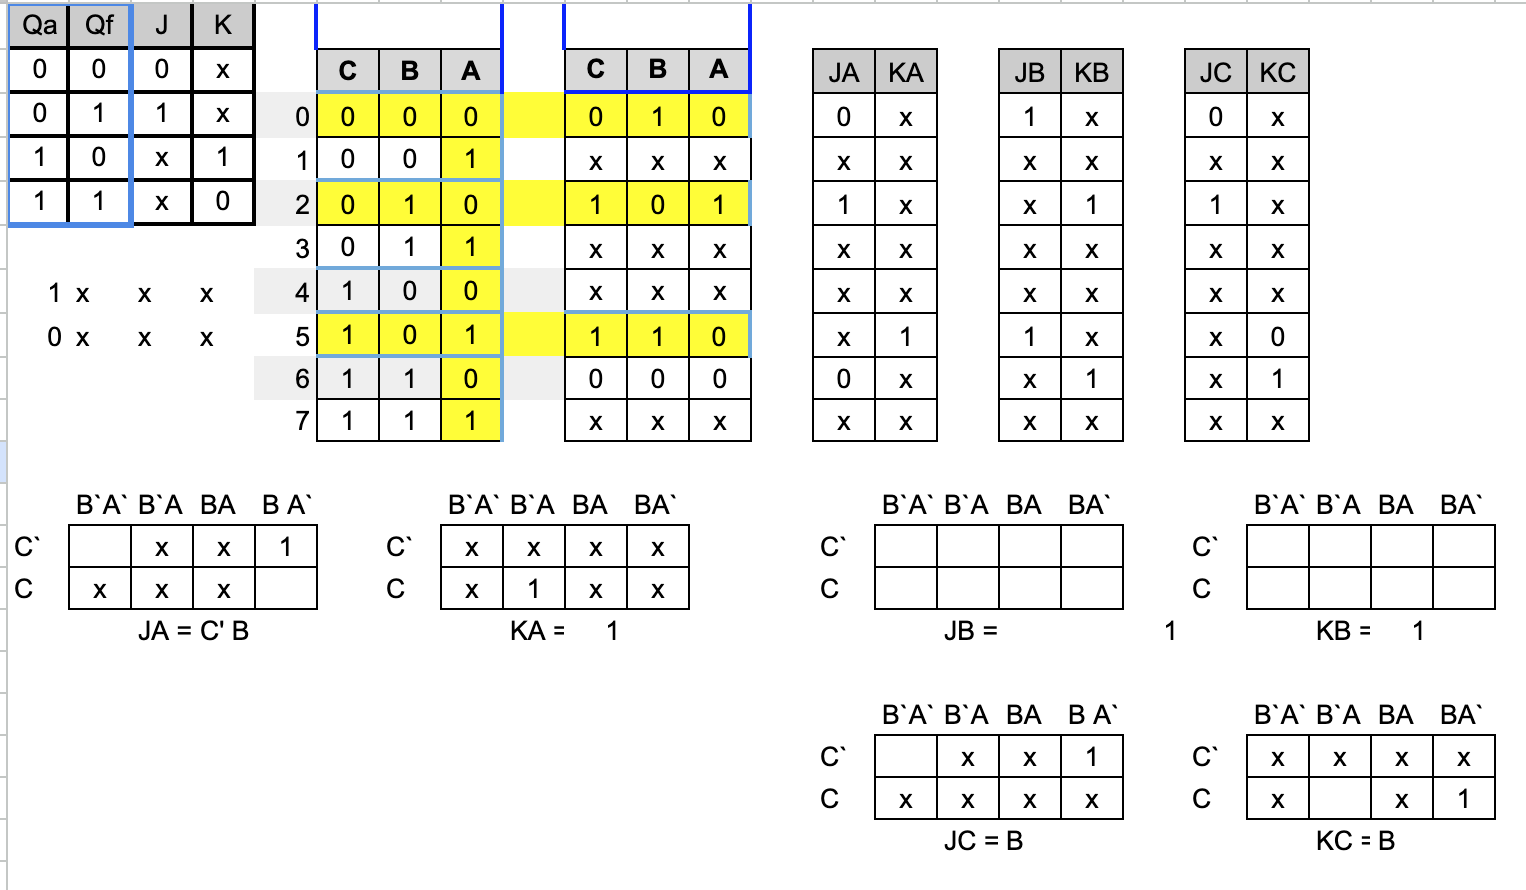 Qa Qf J K
C B A C B A JA KA JB KB JC KC
0 0 0 x
0 0 0 0 0 1 0 0 x 1 x 0 x
0 1 1 x
1 0 0 1 x x x x x x x x x
1 0 x 1
2 0 1 0 1 0 1 1 x x 1 1 x
1 1 x 0
3 0 1 1 x x x x x x x x x
1 x x x 4 1 0 0 x x x x x x x x x
0 x x x 5 1 0 1 1 1 0 x 1 1 x x 0
6 1 1 0 0 0 0 0 x x 1 x 1
7 1 1 1 x x x x x x x x x
B`A` B`A BA B A` B`A` B`A BA BA` B`A` B`A BA BA` B`A` B`A BA BA`
C` x x 1 C` x x x x C` C`
C x x x C x 1 x x C C
JA = C' B KA = 1 JB = 1 KB = 1
B`A` B`A BA B A` B`A` B`A BA BA`
C` x x 1 C` x x x x
C x x x x C x x 1
JC = B KC = B